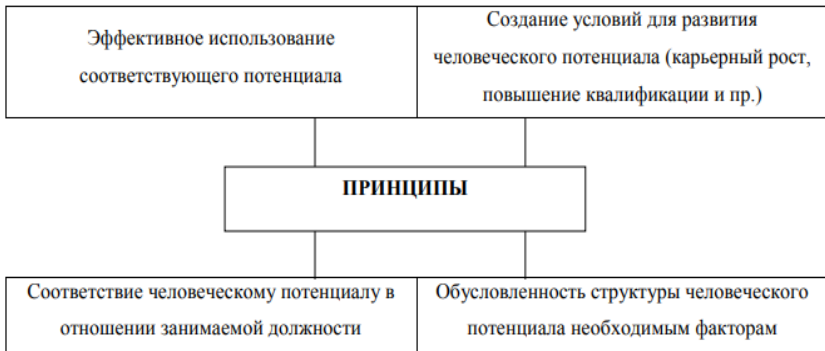 Эффективное использование
соответствующего потенциала
Создание условий для развития
человеческого потенциала (карьерный рост,
повышение квалификации и пр.)
ПРИНЦИПЫ
Соответствие человеческому потенциалу в
отношении занимаемой должности
Обусловленность структуры человеческого
потенциала необходимым факторам